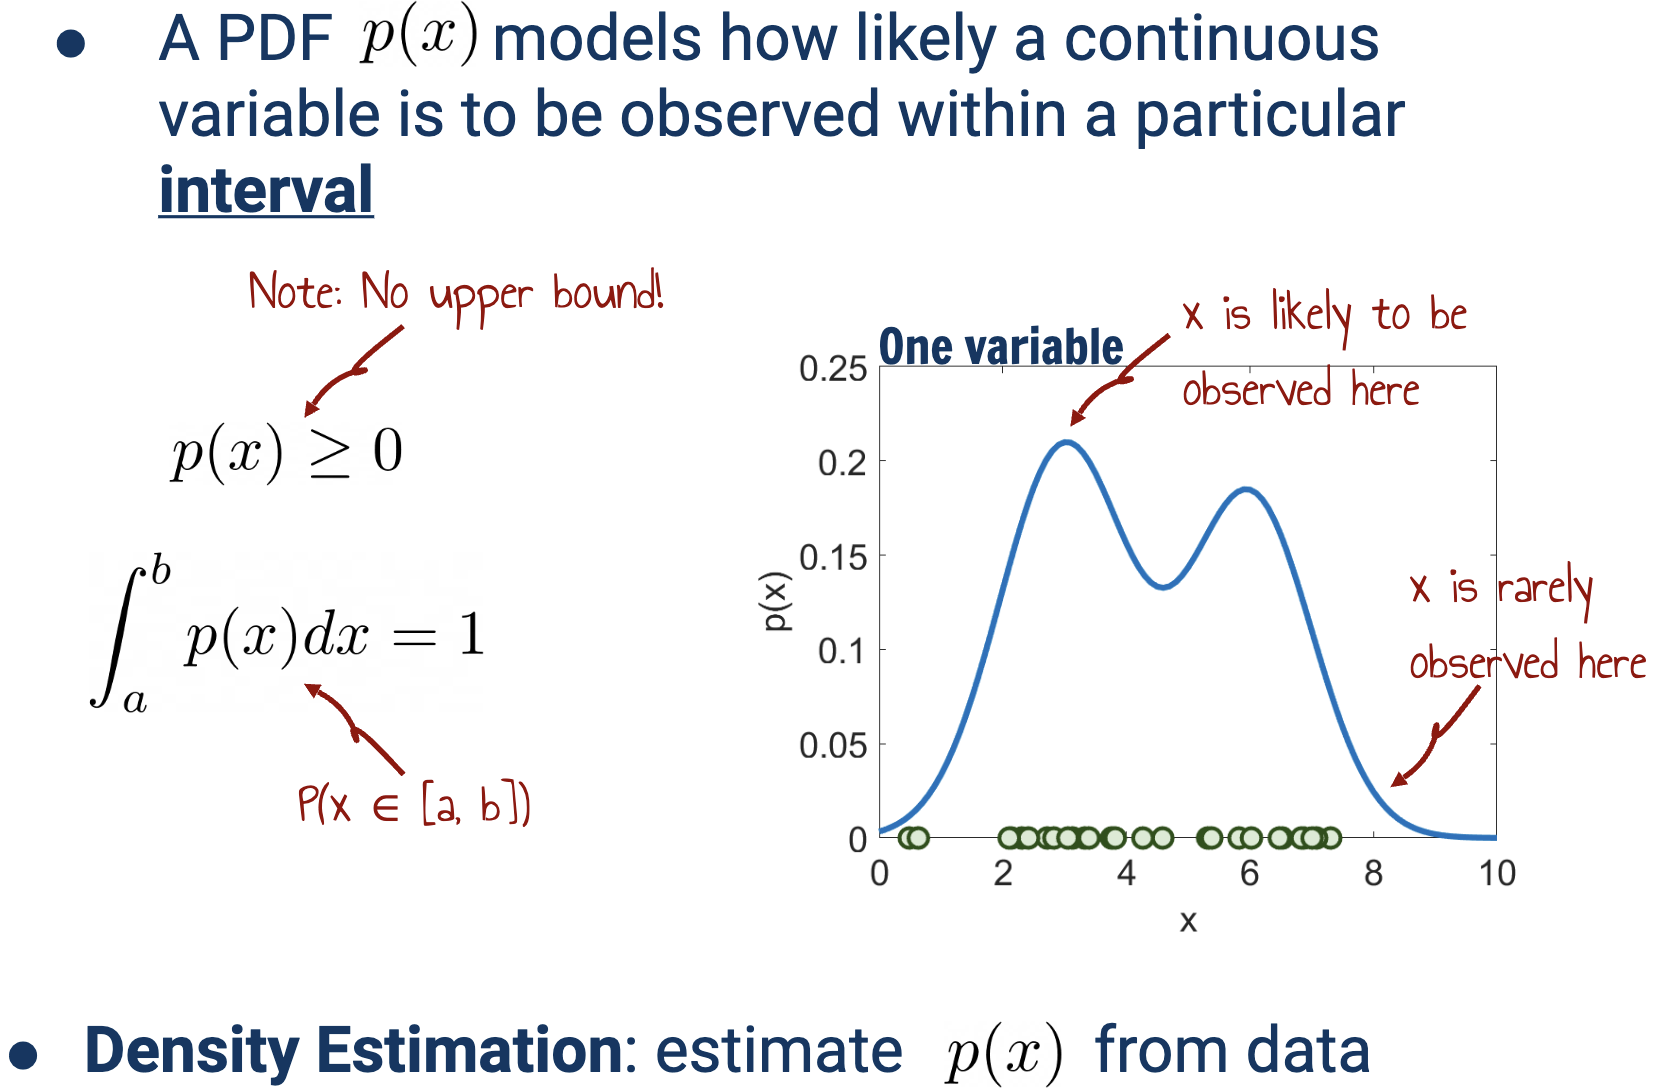 ● A PDF p(x) models how likely a continuous
variable is to be observed within a particular
interval
Note: No upper bound!
p(x) ≥ 0
∫_a^b p(x)dx = 1
P(x ∈ [a, b])
One variable
x is likely to be
observed here
x is rarely
observed here
0.25
0.2
0.15
0.1
0.05
0
p(x)
0 2 4 6 8 10
x
● Density Estimation: estimate p(x) from data